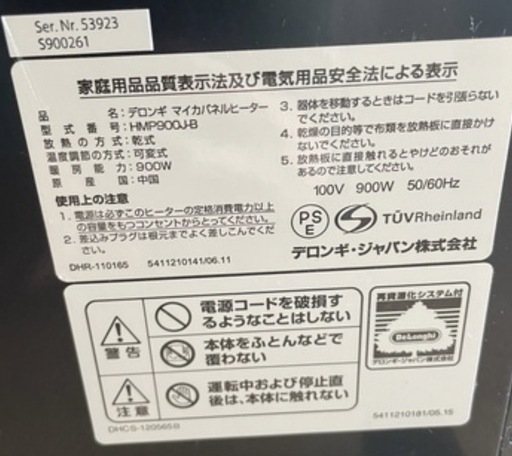 Ser. Nr. 53923
S900261
家庭用品品質表示法及び電気用品安全法による表示
品 名:デロンギ マイカパネルヒーター
型 式 番 号:HMP900J-B
放 熱 の 方 式:乾式
温度調節の方式:可変式
暖 房 能 力:900W
原 産 国:中国
使用上の注意
1. 電源は必ずこのヒーターの定格消費電力以上
の容量をもつコンセントからとってください。
2. 差込みプラグは根元までよく差しこんでくだ
さい。
3. 器体を移動するときはコードを引張らない
でください。
4. 乾燥の目的等で布類を放熱板に直接かけ
ないでください。
5. 放熱板に直接触れるとやけどのおそれが
あるので注意してください。
100V 900W 50/60Hz
PS
E
TÜVRheinland
デロンギ・ジャパン株式会社
DHR-110165 5411210141/06.11
警告
電源コードを破損す
るようなことはしない
本体をふとんなどで
覆わない
注意
運転中および停止直
後は、本体に触れない
再資源化システム付
DeLonghi
デロンギ・ジャパン株式会社
DHCS-120565B
5411210181/05.15